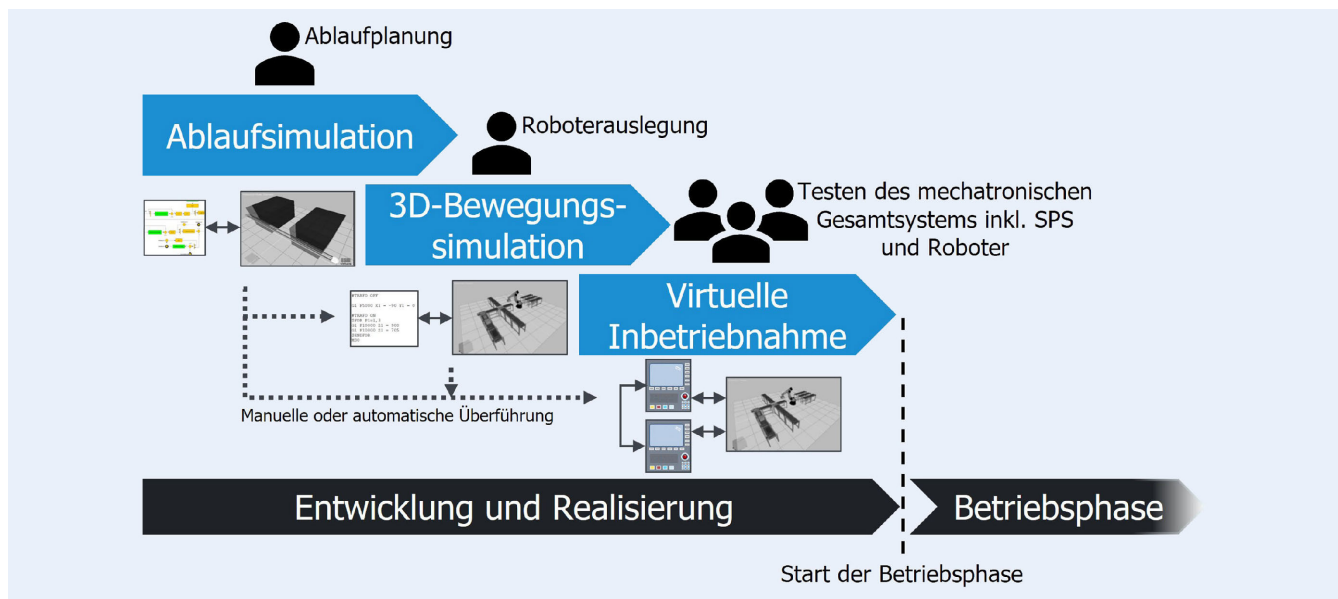 Ablaufplanung
Ablaufsimulation
Roboterauslegung
3D-Bewegungs-
simulation
Testen des mechatronischen
Gesamtsystems inkl. SPS
und Roboter
Virtuelle
Inbetriebnahme
Manuelle oder automatische Überführung
Entwicklung und Realisierung
Betriebsphase
Start der Betriebsphase